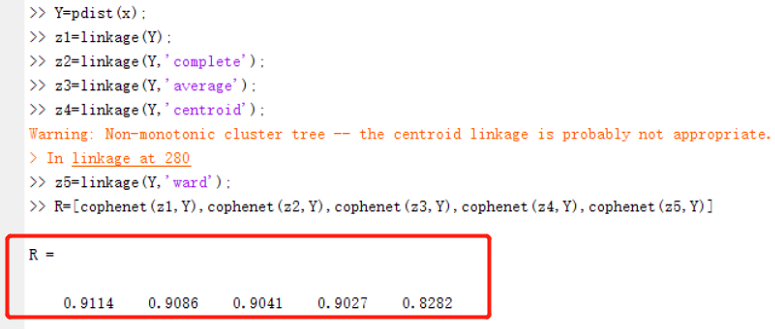 >> Y=pdist(x);
>> z1=linkage(Y);
>> z2=linkage(Y,'complete');
>> z3=linkage(Y,'average');
>> z4=linkage(Y,'centroid');
Warning: Non-monotonic cluster tree -- the centroid linkage is probably not appropriate.
> In linkage at 280
>> z5=linkage(Y,'ward');
>> R=[cophenet(z1,Y),cophenet(z2,Y),cophenet(z3,Y),cophenet(z4,Y),cophenet(z5,Y)]
R =
0.9114 0.9086 0.9041 0.9027 0.8282